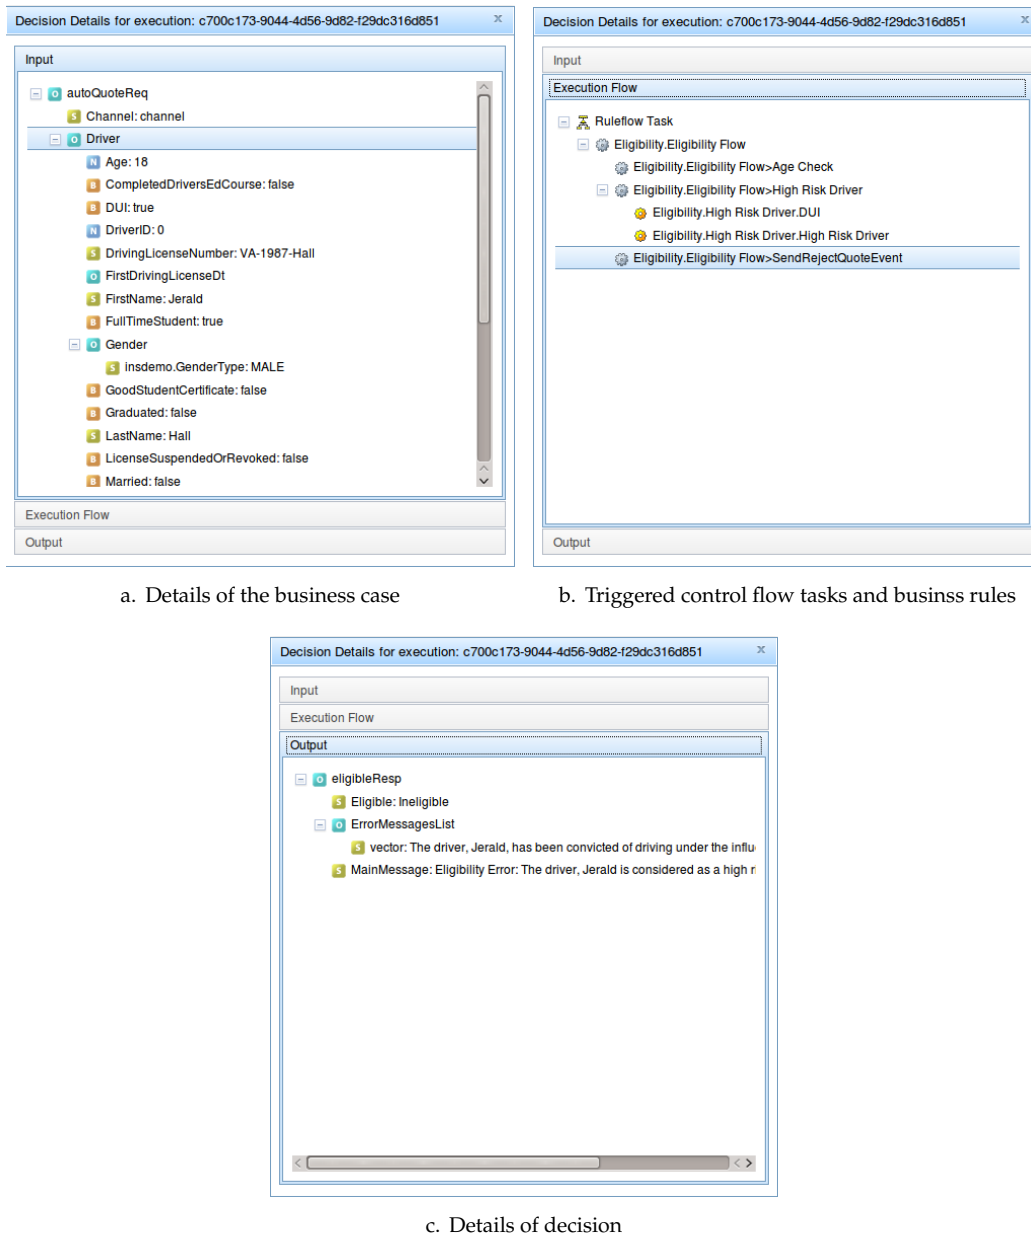 Decision Details for execution: c700c173-9044-4d56-9d82-f29dc316d851 x
Input
autoQuoteReq
S Channel: channel
O Driver
N Age: 18
B CompletedDriversEdCourse: false
B DUI: true
N DriverID: 0
S DrivingLicenseNumber: VA-1987-Hall
O FirstDrivingLicenseDt
S FirstName: Jerald
B FullTimeStudent: true
O Gender
S insdemo.GenderType: MALE
B GoodStudentCertificate: false
B Graduated: false
S LastName: Hall
B LicenseSuspendedOrRevoked: false
B Married: false
Execution Flow
Output
a. Details of the business case
Decision Details for execution: c700c173-9044-4d56-9d82-f29dc316d851 x
Input
Execution Flow
Ruleflow Task
Eligibility.Eligibility Flow
Eligibility.Eligibility Flow>Age Check
Eligibility.Eligibility Flow>High Risk Driver
Eligibility.High Risk Driver.DUI
Eligibility.High Risk Driver.High Risk Driver
Eligibility.Eligibility Flow>SendRejectQuoteEvent
Output
b. Triggered control flow tasks and businss rules
Decision Details for execution: c700c173-9044-4d56-9d82-f29dc316d851 x
Input
Execution Flow
Output
O eligibleResp
S Eligible: Ineligible
O ErrorMessagesList
S vector: The driver, Jerald, has been convicted of driving under the influ
S MainMessage: Eligibility Error: The driver, Jerald is considered as a high r
c. Details of decision